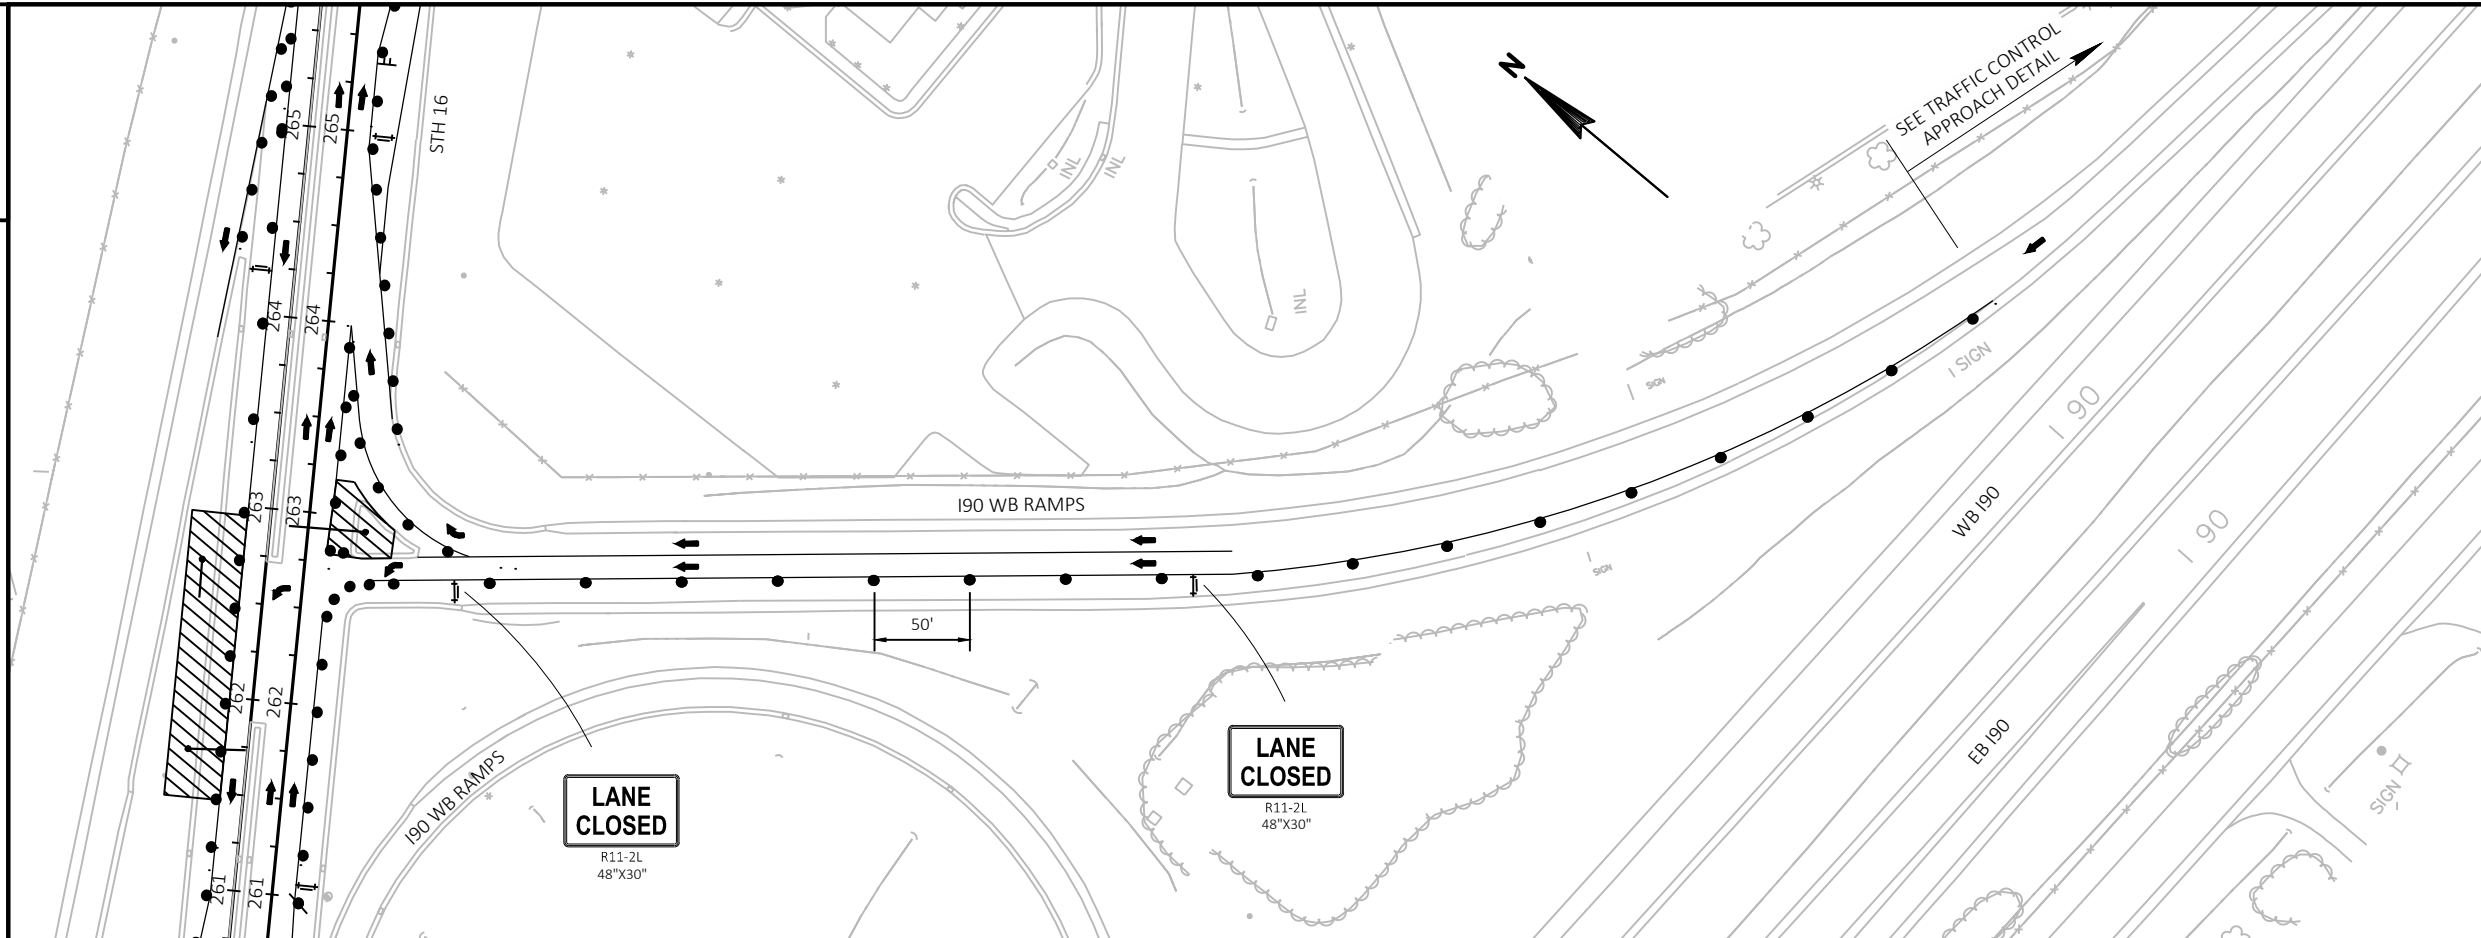 N
SEE TRAFFIC CONTROL
APPROACH DETAIL
STH 16
265
265
INL
INL
INL
264
264
I SIGN
SIGN
I 90
I 90
263
263
I90 WB RAMPS
WB I90
SIGN
50'
262
262
EB I90
I90 WB RAMPS
LANE
CLOSED
R11-2L
48"X30"
LANE
CLOSED
R11-2L
48"X30"
SIGN
261
261